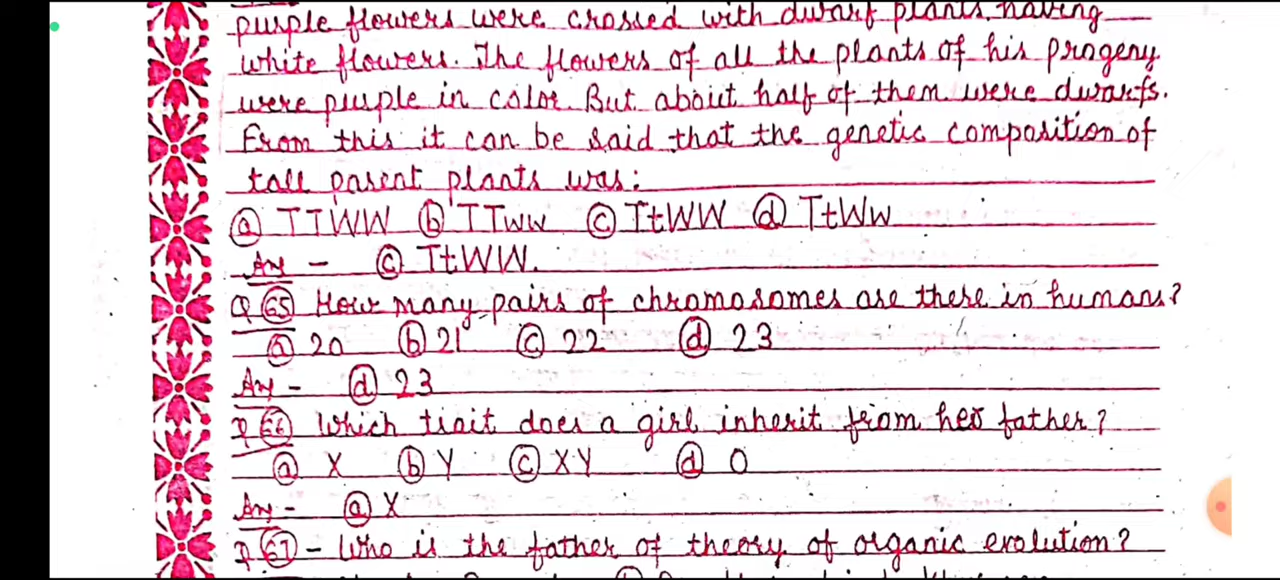 purple flowers were crossed with dwarf plants having
white flowers. The flowers of all the plants of his progeny
were purple in color. But about half of them were dwarfs.
From this it can be said that the genetic composition of
tall parent plants was:
(a) TTWW (b) TTww (c) TtWW (d) TtWw
Ans - (c) TtWW.
Q (65) How many pairs of chromosomes are there in humans?
(a) 20 (b) 21 (c) 22 (d) 23
Ans - (d) 23
Q (66) Which trait does a girl inherit from her father?
(a) X (b) Y (c) XY (d) O
Ans - (a) X
Q (67) - Who is the father of theory of organic evolution?